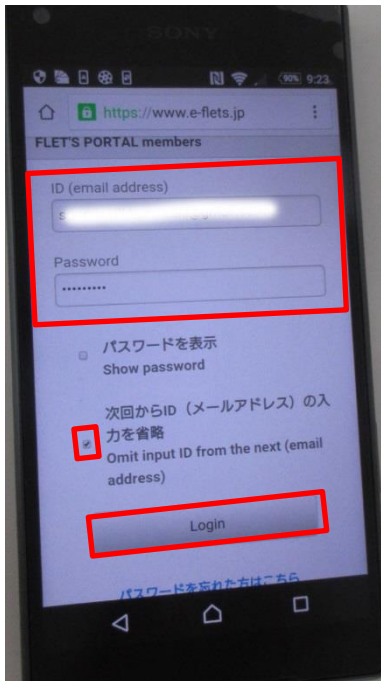 SONY
90% 9:23
https://www.e-flets.jp
FLET'S PORTAL members
ID (email address)
s
Password
•••••••••
パスワードを表示
Show password
次回からID（メールアドレス）の入
力を省略
Omit input ID from the next (email
address)
Login
パスワードを忘れた方はこちら